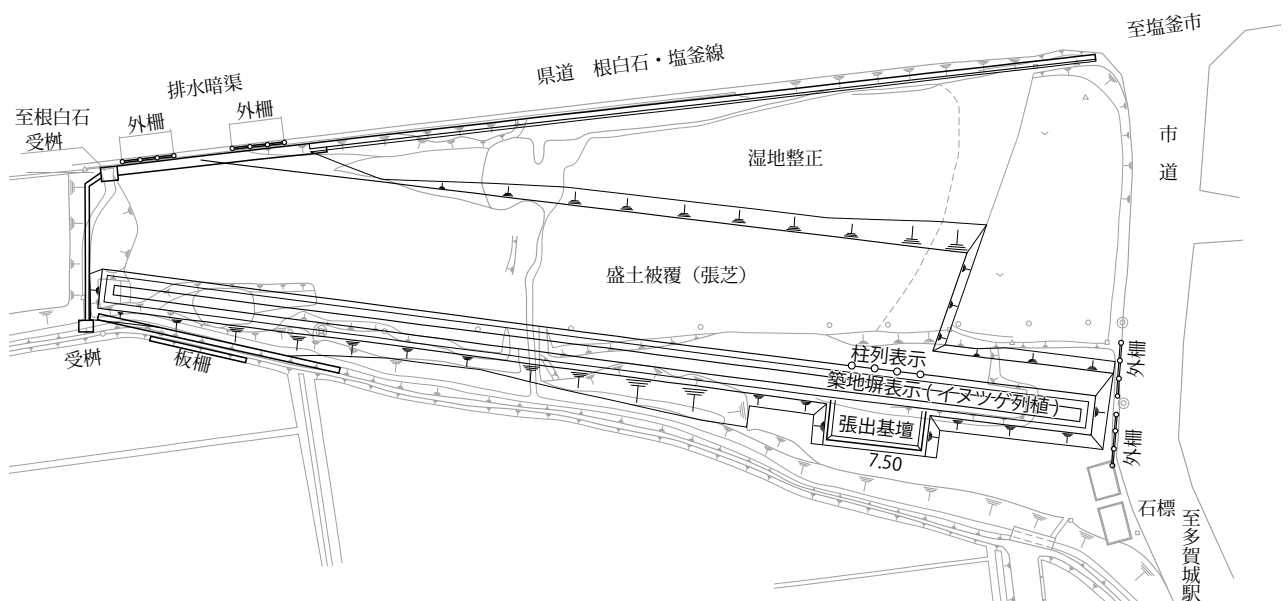 至塩釜市
県道　根白石・塩釜線
排水暗渠
外柵
外柵
至根白石
受桝
市道
湿地整正
盛土被覆（張芝）
受桝
板柵
柱列表示
築地塀表示(イヌツゲ列植)
張出基壇
7.50
外柵
外柵
石標
至多賀城駅